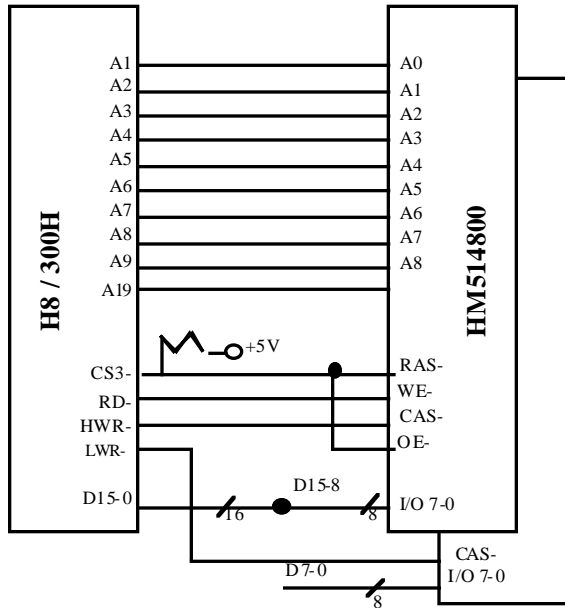 H8 / 300H
A1
A2
A3
A4
A5
A6
A7
A8
A9
A19
CS3-
RD-
HWR-
LWR-
D15-0
+5V
D15-8
16
8
D7-0
8
HM514800
A0
A1
A2
A3
A4
A5
A6
A7
A8
RAS-
WE-
CAS-
OE-
I/O 7-0
CAS-
I/O 7-0